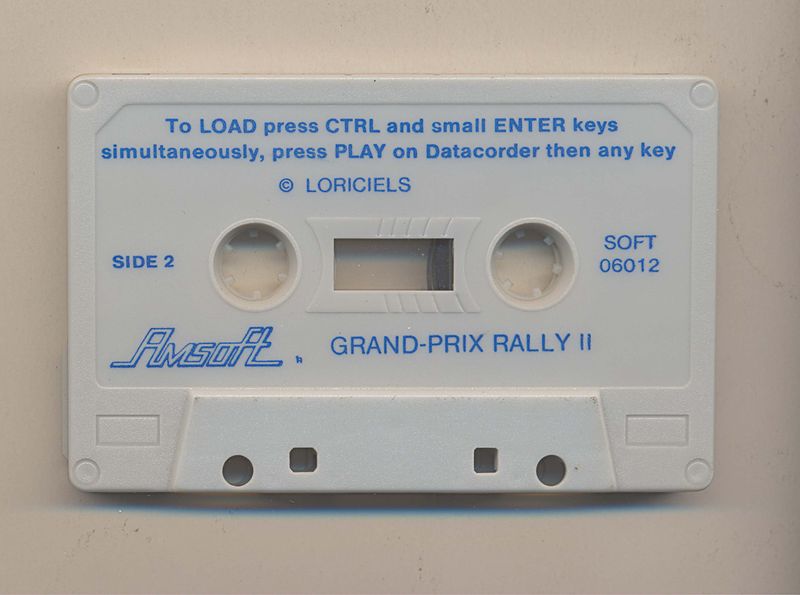 To LOAD press CTRL and small ENTER keys
simultaneously, press PLAY on Datacorder then any key
© LORICIELS
SIDE 2
SOFT
06012
Amsoft
GRAND-PRIX RALLY II